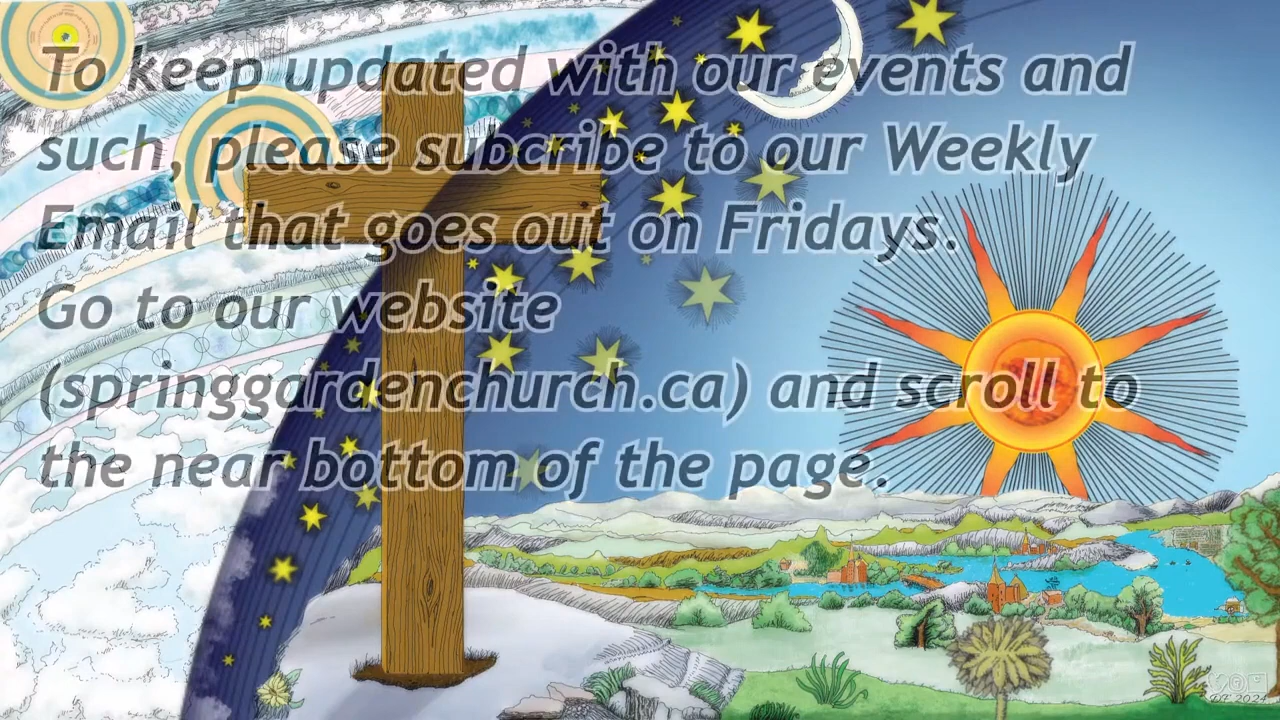 To keep updated with our events and
such, please subcribe to our Weekly
Email that goes out on Fridays.
Go to our website
(springgardenchurch.ca) and scroll to
the near bottom of the page.